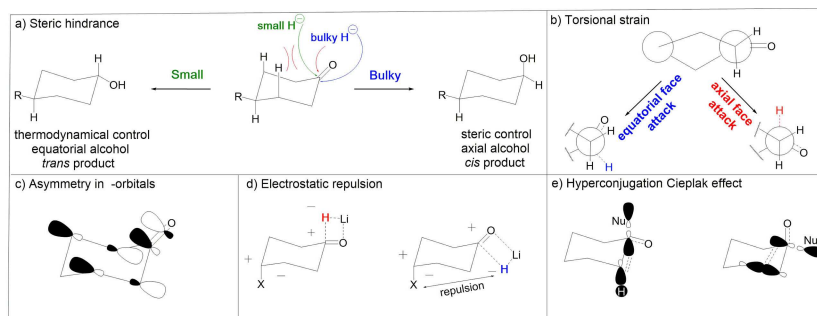 a) Steric hindrance
small H
−
bulky H
−
H
O
OH
H
R
H
Small
R
H
Bulky
H
OH
R
H
thermodynamical control
equatorial alcohol
trans product
steric control
axial alcohol
cis product
b) Torsional strain
H
O
H
equatorial face
attack
axial face
attack
O
H
H
H
H
H
O
H
c) Asymmetry in -orbitals
O
d) Electrostatic repulsion
−
H
Li
+
O
+
−
X
+
O
Li
+
−
−
H
X
repulsion
e) Hyperconjugation Cieplak effect
Nu
O
H
O
Nu